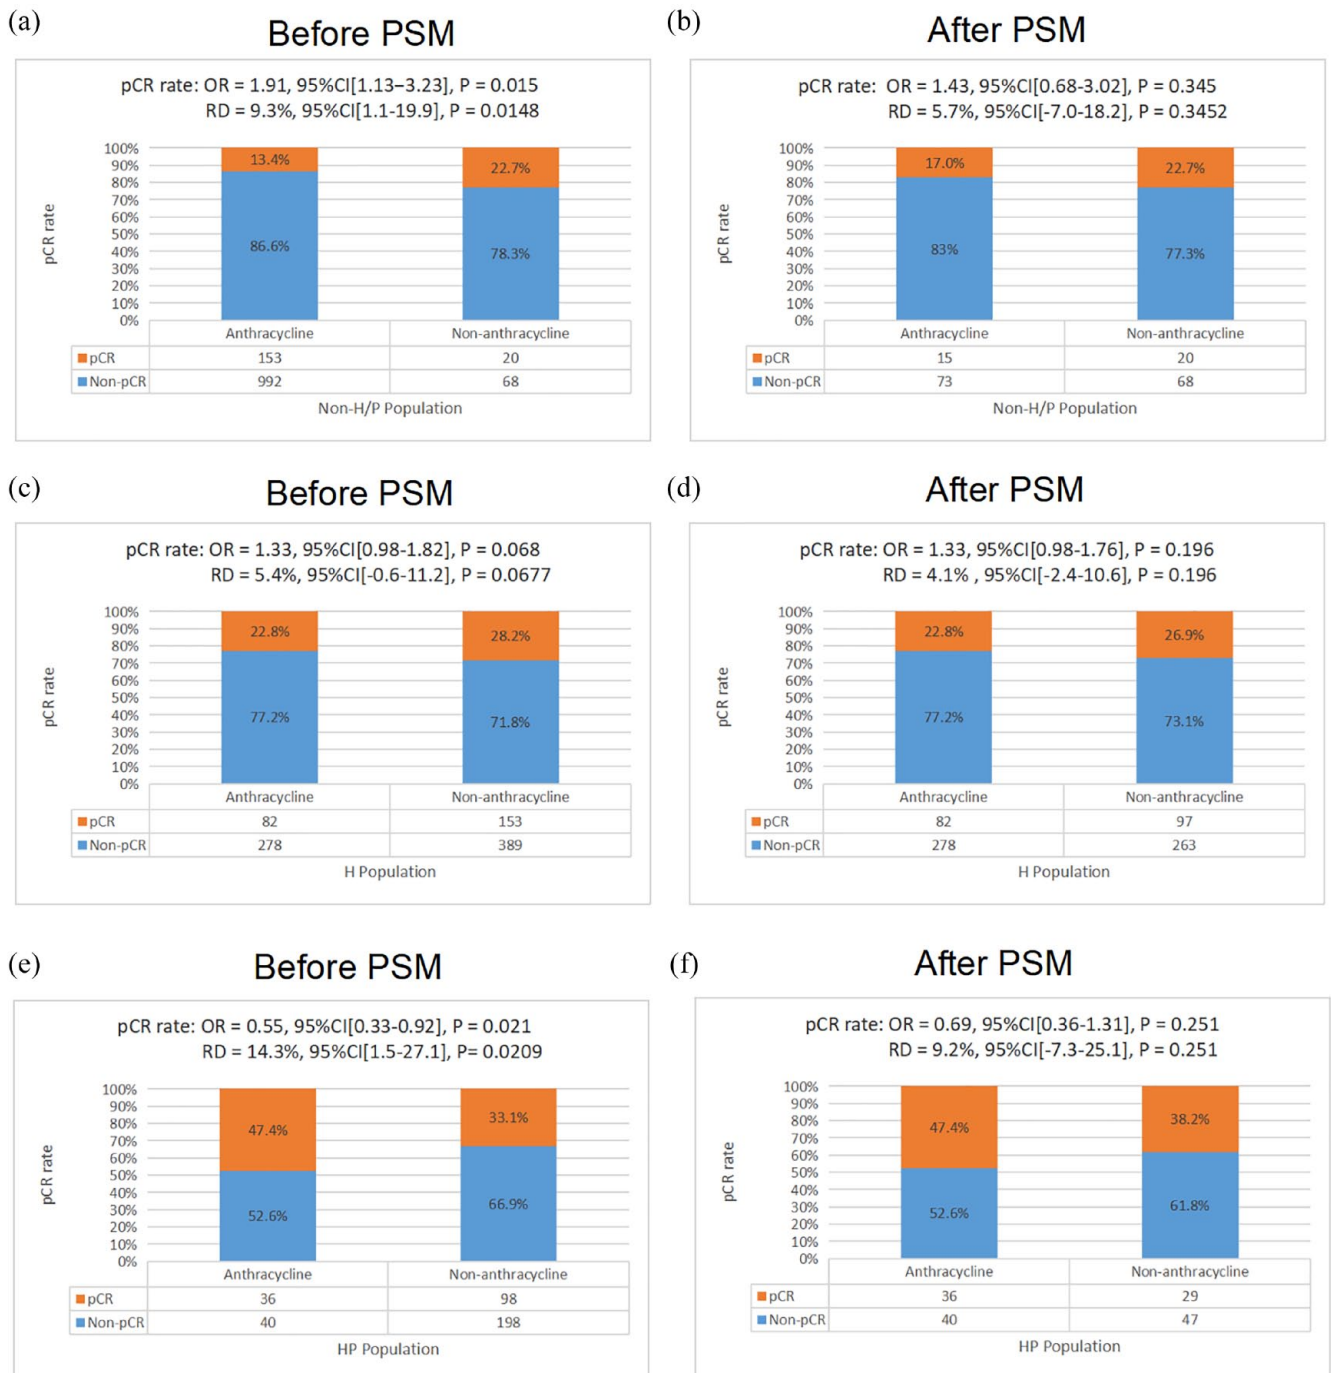 (a)
Before PSM
pCR rate: OR = 1.91, 95%CI[1.13–3.23], P = 0.015
RD = 9.3%, 95%CI[1.1-19.9], P = 0.0148
100%
90%
80%
70%
60%
50%
40%
30%
20%
10%
0%
pCR rate
13.4%
22.7%
86.6%
78.3%
Anthracycline Non-anthracycline
pCR 153 20
Non-pCR 992 68
Non-H/P Population
(b)
After PSM
pCR rate: OR = 1.43, 95%CI[0.68-3.02], P = 0.345
RD = 5.7%, 95%CI[-7.0-18.2], P = 0.3452
100%
90%
80%
70%
60%
50%
40%
30%
20%
10%
0%
pCR rate
17.0%
22.7%
83%
77.3%
Anthracycline Non-anthracycline
pCR 15 20
Non-pCR 73 68
Non-H/P Population
(c)
Before PSM
pCR rate: OR = 1.33, 95%CI[0.98-1.82], P = 0.068
RD = 5.4%, 95%CI[-0.6-11.2], P = 0.0677
100%
90%
80%
70%
60%
50%
40%
30%
20%
10%
0%
pCR rate
22.8%
28.2%
77.2%
71.8%
Anthracycline Non-anthracycline
pCR 82 153
Non-pCR 278 389
H Population
(d)
After PSM
pCR rate: OR = 1.33, 95%CI[0.98-1.76], P = 0.196
RD = 4.1% , 95%CI[-2.4-10.6], P = 0.196
100%
90%
80%
70%
60%
50%
40%
30%
20%
10%
0%
pCR rate
22.8%
26.9%
77.2%
73.1%
Anthracycline Non-anthracycline
pCR 82 97
Non-pCR 278 263
H Population
(e)
Before PSM
pCR rate: OR = 0.55, 95%CI[0.33-0.92], P = 0.021
RD = 14.3%, 95%CI[1.5-27.1], P= 0.0209
100%
90%
80%
70%
60%
50%
40%
30%
20%
10%
0%
pCR rate
47.4%
33.1%
52.6%
66.9%
Anthracycline Non-anthracycline
pCR 36 98
Non-pCR 40 198
HP Population
(f)
After PSM
pCR rate: OR = 0.69, 95%CI[0.36-1.31], P = 0.251
RD = 9.2%, 95%CI[-7.3-25.1], P = 0.251
100%
90%
80%
70%
60%
50%
40%
30%
20%
10%
0%
pCR rate
47.4%
38.2%
52.6%
61.8%
Anthracycline Non-anthracycline
pCR 36 29
Non-pCR 40 47
HP Population